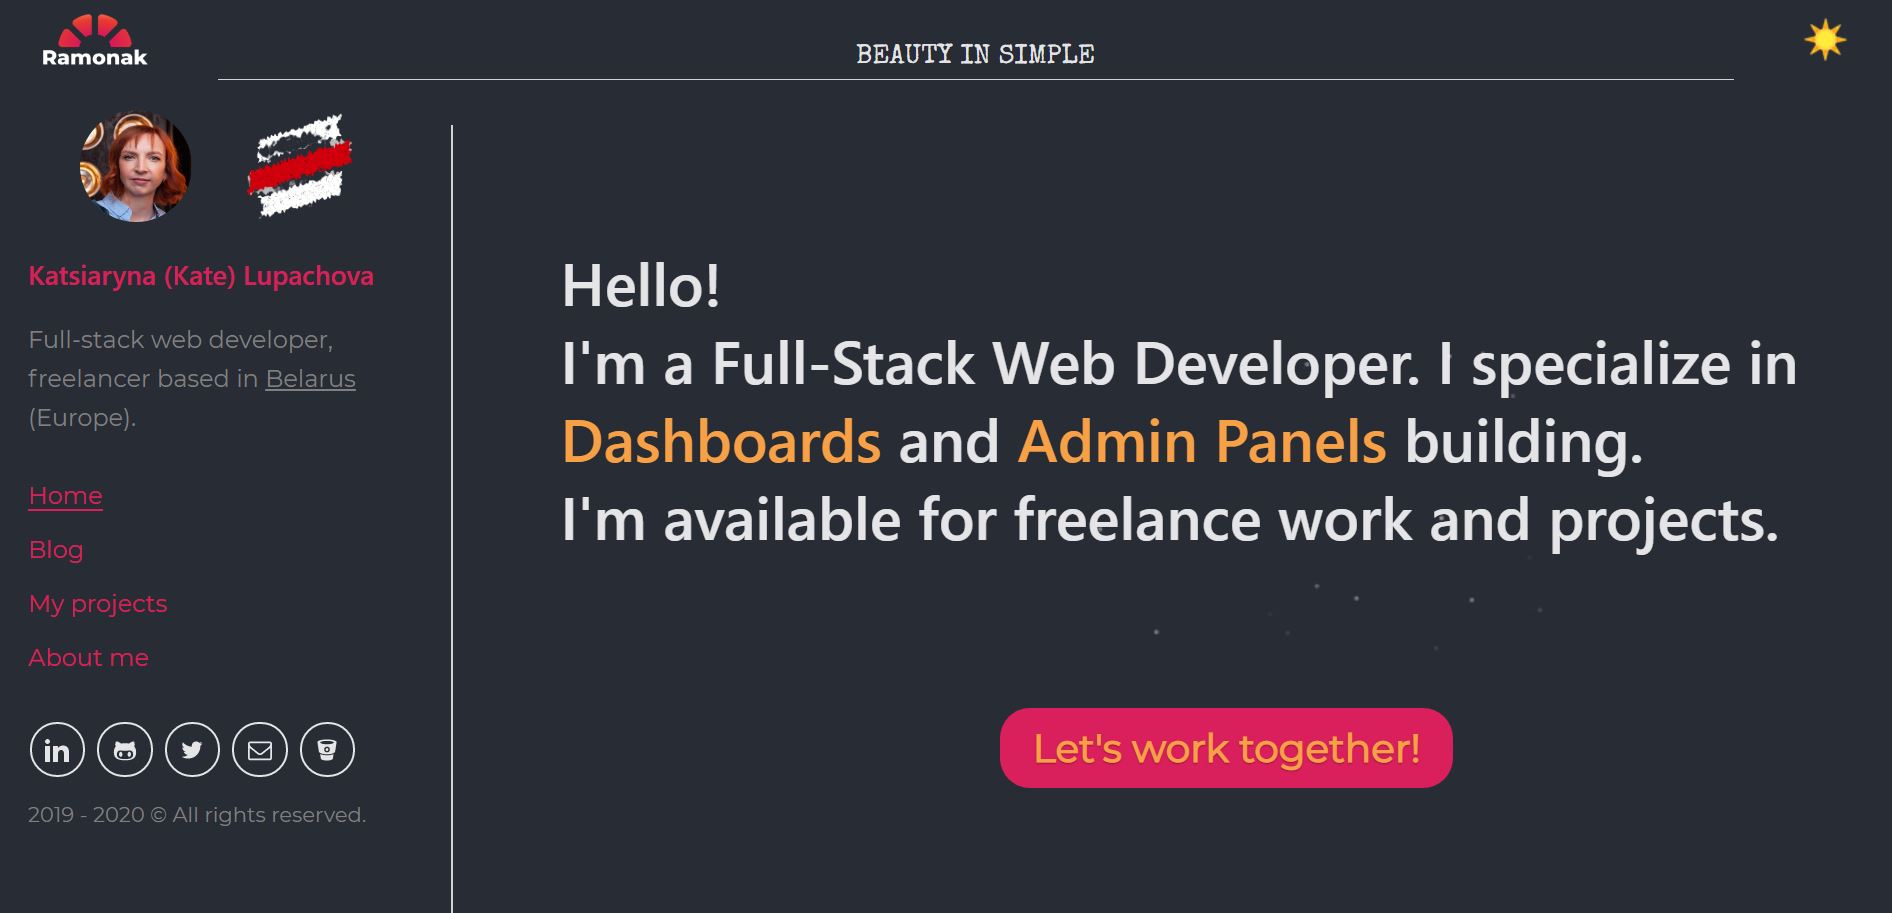 Ramonak
BEAUTY IN SIMPLE
Katsiaryna (Kate) Lupachova
Full-stack web developer,
freelancer based in Belarus
(Europe).
Home
Blog
My projects
About me
in
2019 - 2020 © All rights reserved.
Hello!
I'm a Full-Stack Web Developer. I specialize in
Dashboards and Admin Panels building.
I'm available for freelance work and projects.
Let's work together!